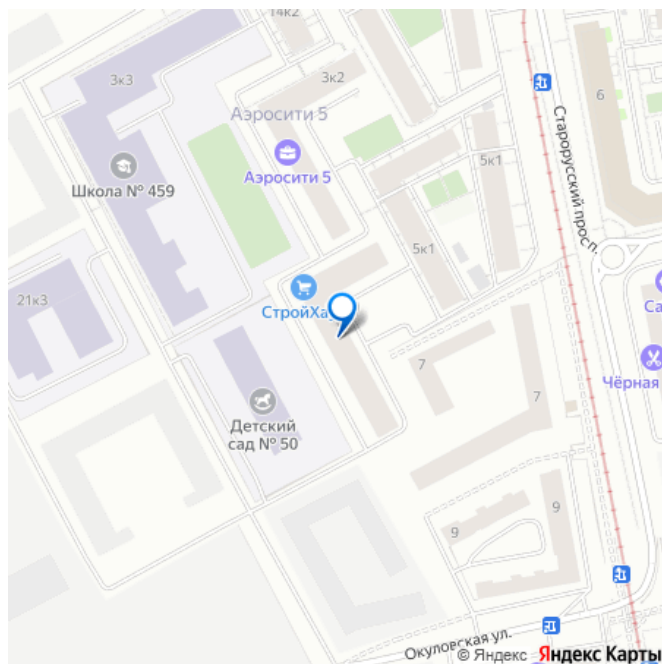 14к2
3к3
3к2
6
Аэросити 5
Старорусский просп.
Школа № 459
Аэросити 5
5к1
5к1
21к3
СтройХа
Са
7
Чёрная
7
Детский
сад № 50
9
9
Окуловская ул.
© Яндекс Яндекс Карты